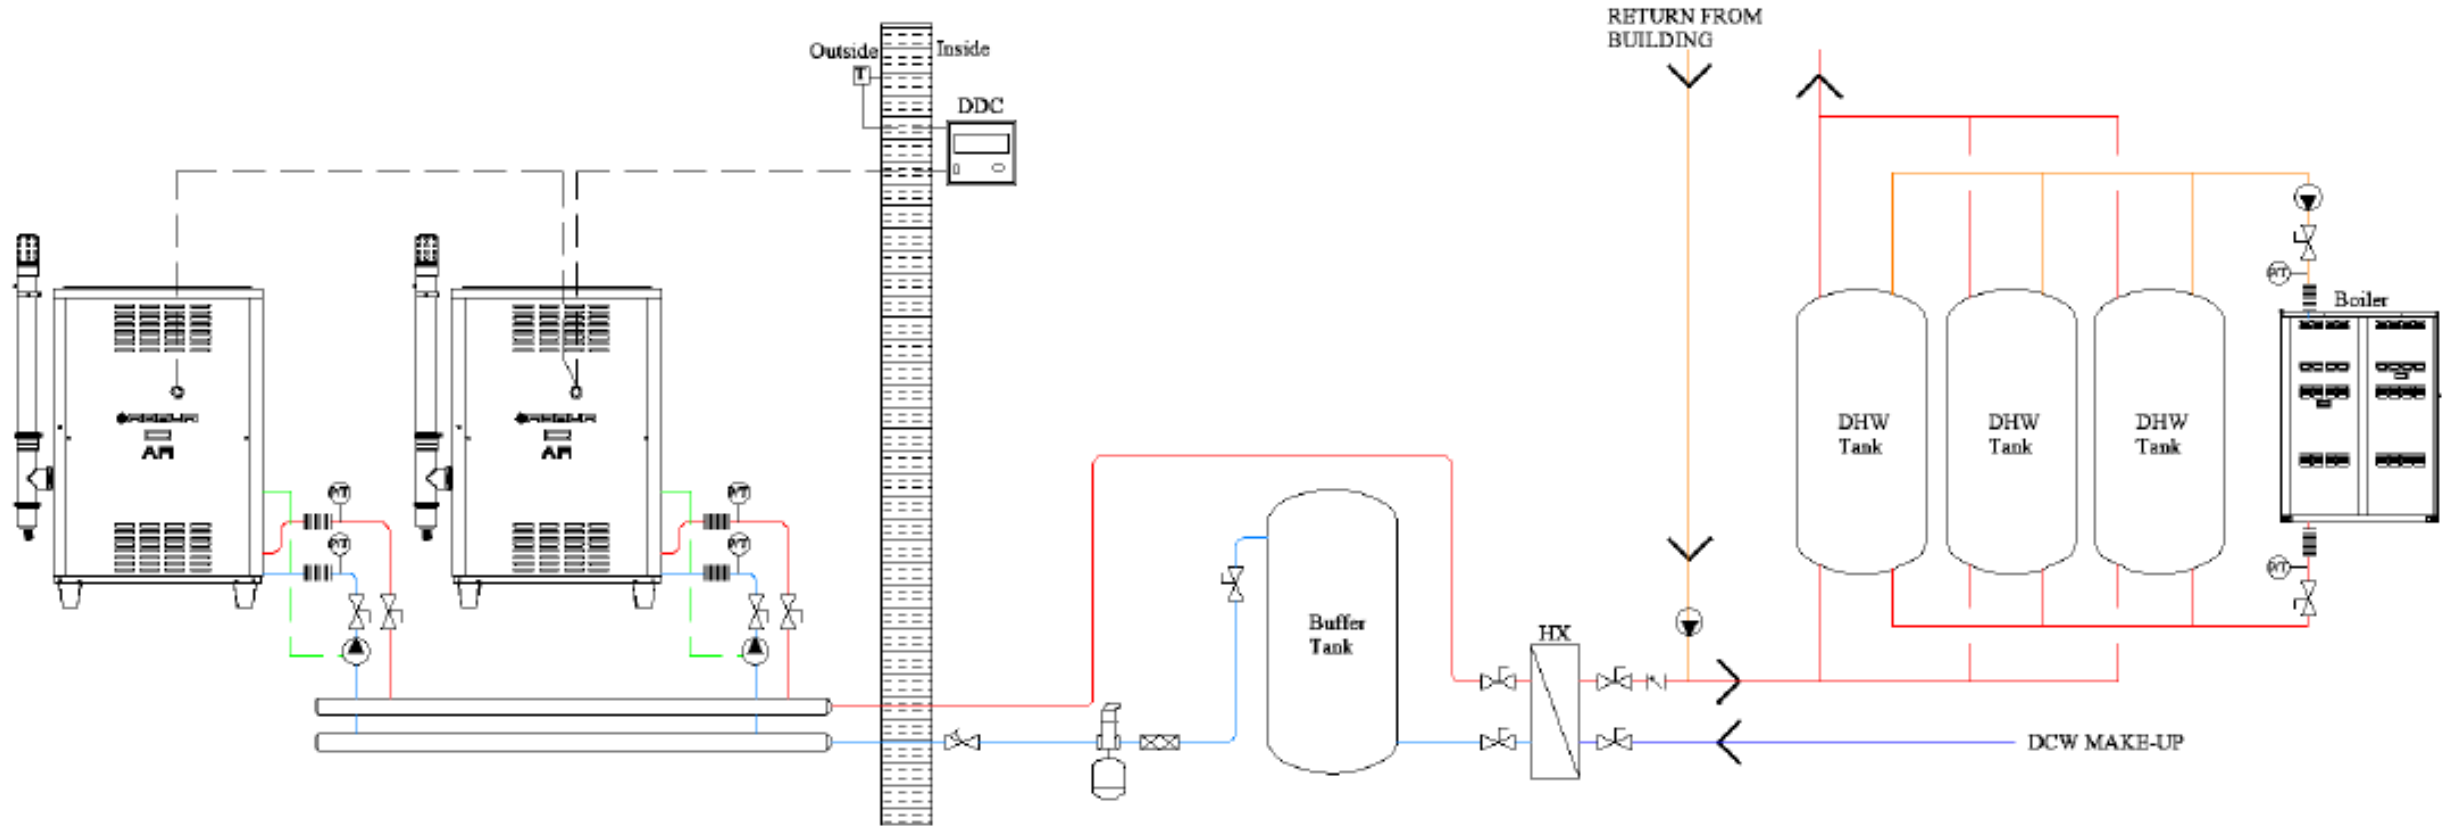 RETURN FROM
BUILDING
Outside
Inside
T
DDC
Boiler
DHW
Tank
DHW
Tank
DHW
Tank
P/T
P/T
P/T
P/T
P/T
P/T
Buffer
Tank
HX
DCW MAKE-UP